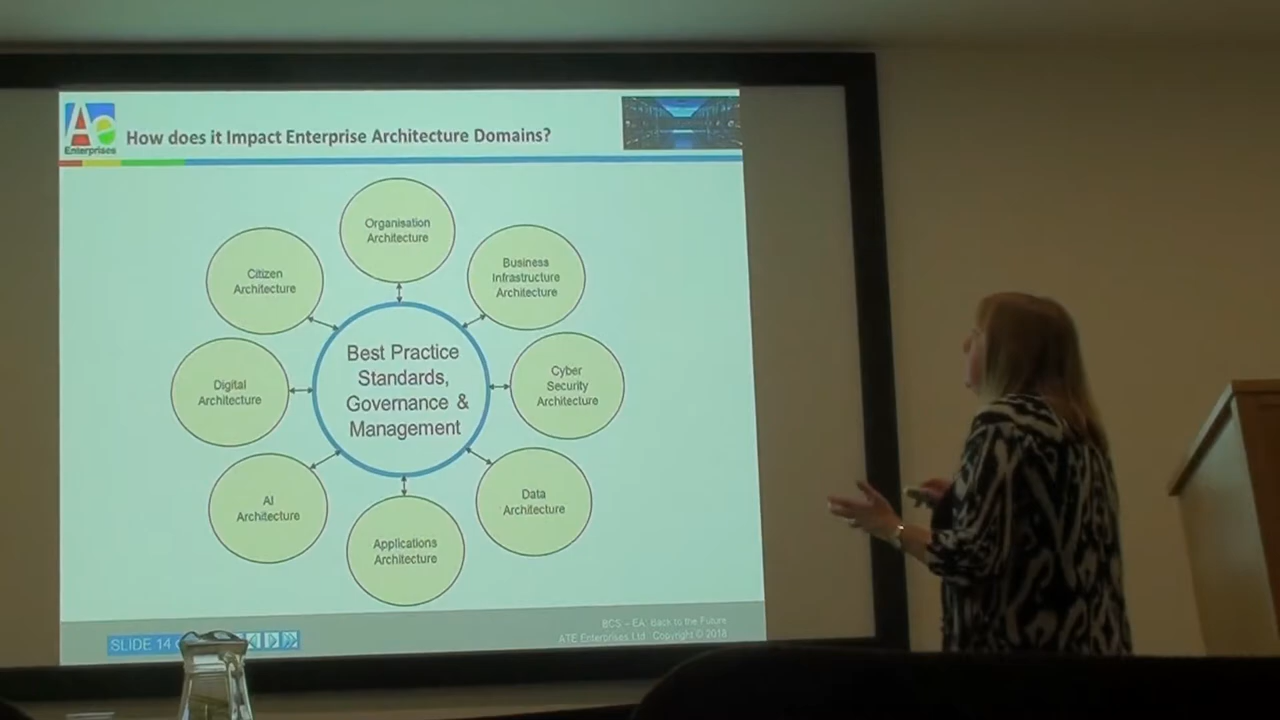 Ae
Enterprises
How does it Impact Enterprise Architecture Domains?
Organisation
Architecture
Citizen
Architecture
Business
Infrastructure
Architecture
Best Practice
Standards,
Governance &
Management
Digital
Architecture
Cyber
Security
Architecture
AI
Architecture
Data
Architecture
Applications
Architecture
SLIDE 14
BCS – EA: Back to the Future
ATE Enterprises Ltd Copyright © 2018